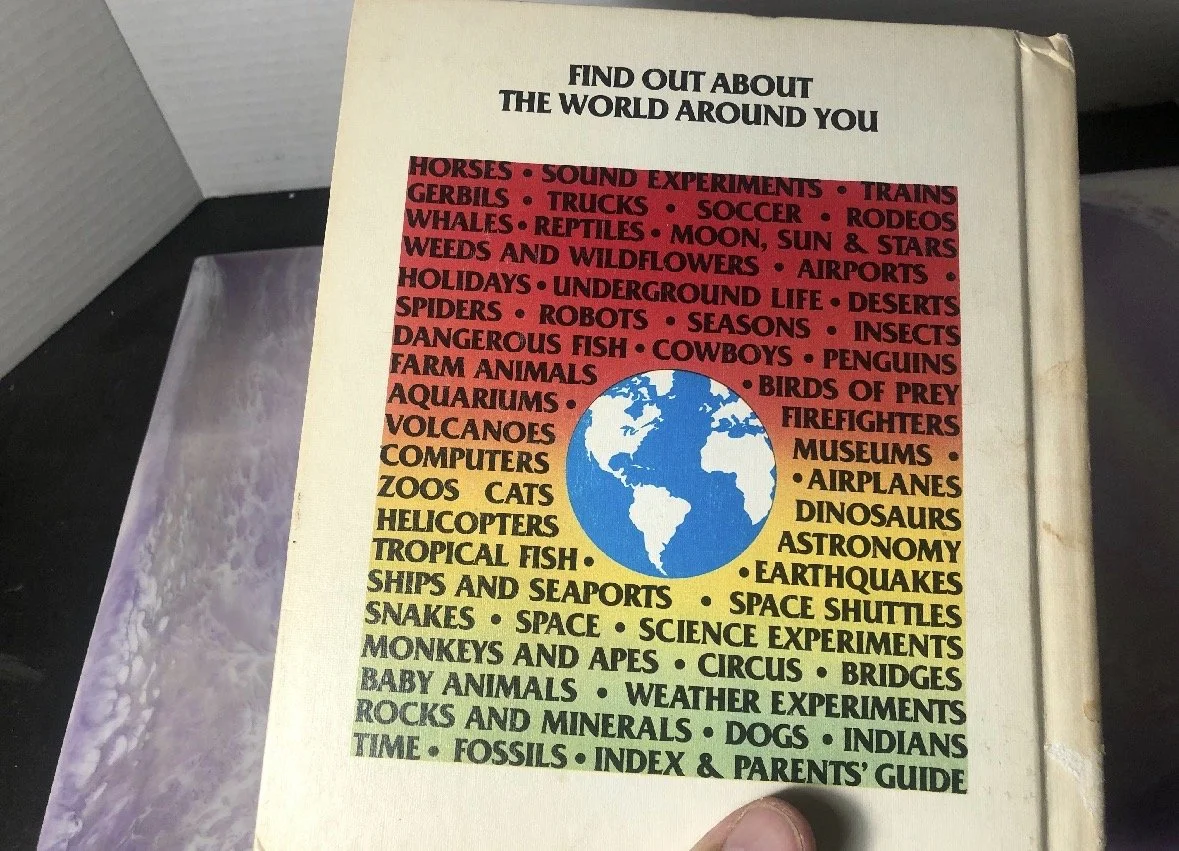 FIND OUT ABOUT
THE WORLD AROUND YOU
HORSES • SOUND EXPERIMENTS • TRAINS
GERBILS • TRUCKS • SOCCER • RODEOS
WHALES • REPTILES • MOON, SUN & STARS
WEEDS AND WILDFLOWERS • AIRPORTS •
HOLIDAYS • UNDERGROUND LIFE • DESERTS
SPIDERS • ROBOTS • SEASONS • INSECTS
DANGEROUS FISH • COWBOYS • PENGUINS
FARM ANIMALS • BIRDS OF PREY
AQUARIUMS • FIREFIGHTERS
VOLCANOES MUSEUMS •
COMPUTERS • AIRPLANES
ZOOS CATS DINOSAURS
HELICOPTERS ASTRONOMY
TROPICAL FISH • • EARTHQUAKES
SHIPS AND SEAPORTS • SPACE SHUTTLES
SNAKES • SPACE • SCIENCE EXPERIMENTS
MONKEYS AND APES • CIRCUS • BRIDGES
BABY ANIMALS • WEATHER EXPERIMENTS
ROCKS AND MINERALS • DOGS • INDIANS
TIME • FOSSILS • INDEX & PARENTS' GUIDE